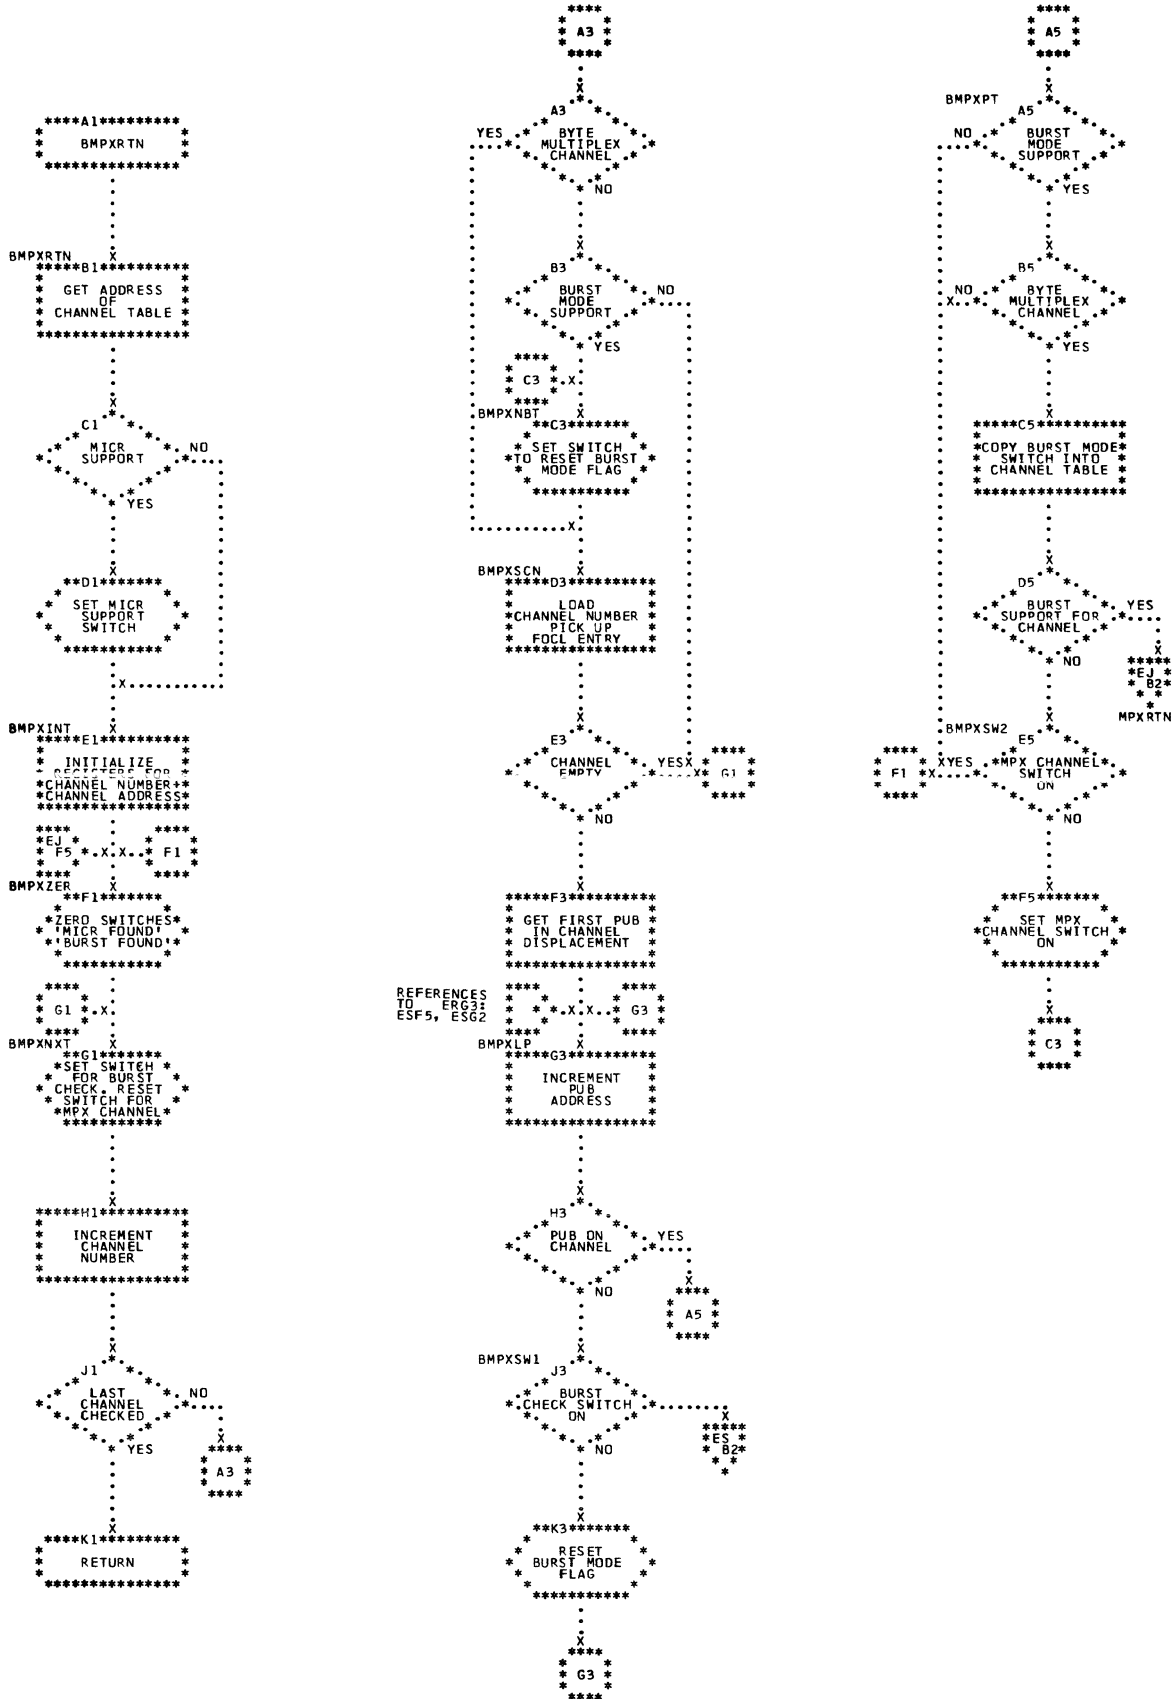 A1
BMPXRTN
BMPXRTN
B1
GET ADDRESS
OF
CHANNEL TABLE
C1
MICR
SUPPORT
NO
YES
D1
SET MICR
SUPPORT
SWITCH
BMPXINT
E1
INITIALIZE
REGISTERS FOR
CHANNEL NUMBER+
CHANNEL ADDRESS
EJ
F5
F1
BMPXZER
F1
ZERO SWITCHES
'MICR FOUND'
'BURST FOUND'
G1
BMPXNXT
G1
SET SWITCH
FOR BURST
CHECK. RESET
SWITCH FOR
MPX CHANNEL
H1
INCREMENT
CHANNEL
NUMBER
J1
LAST
CHANNEL
CHECKED
NO
YES
A3
K1
RETURN
A3
A3
BYTE
MULTIPLEX
CHANNEL
YES
NO
B3
BURST
MODE
SUPPORT
NO
YES
C3
BMPXNBT
C3
SET SWITCH
TO RESET BURST
MODE FLAG
BMPXSCN
D3
LOAD
CHANNEL NUMBER
PICK UP
FOCL ENTRY
E3
CHANNEL
EMPTY
YES
G1
NO
F3
GET FIRST PUB
IN CHANNEL
DISPLACEMENT
REFERENCES
TO ERG3:
ESF5, ESG2
G3
BMPXLP
G3
INCREMENT
PUB
ADDRESS
H3
PUB ON
CHANNEL
YES
NO
A5
BMPXSW1
J3
BURST
CHECK SWITCH
ON
NO
ES
B2
K3
RESET
BURST MODE
FLAG
G3
A5
BMPXPT
A5
BURST
MODE
SUPPORT
NO
YES
B5
BYTE
MULTIPLEX
CHANNEL
NO
YES
C5
COPY BURST MODE
SWITCH INTO
CHANNEL TABLE
D5
BURST
SUPPORT FOR
CHANNEL
YES
NO
EJ
B2
MPXRTN
BMPXSW2
E5
MPX CHANNEL
SWITCH
ON
YES
F1
NO
F5
SET MPX
CHANNEL SWITCH
ON
C3